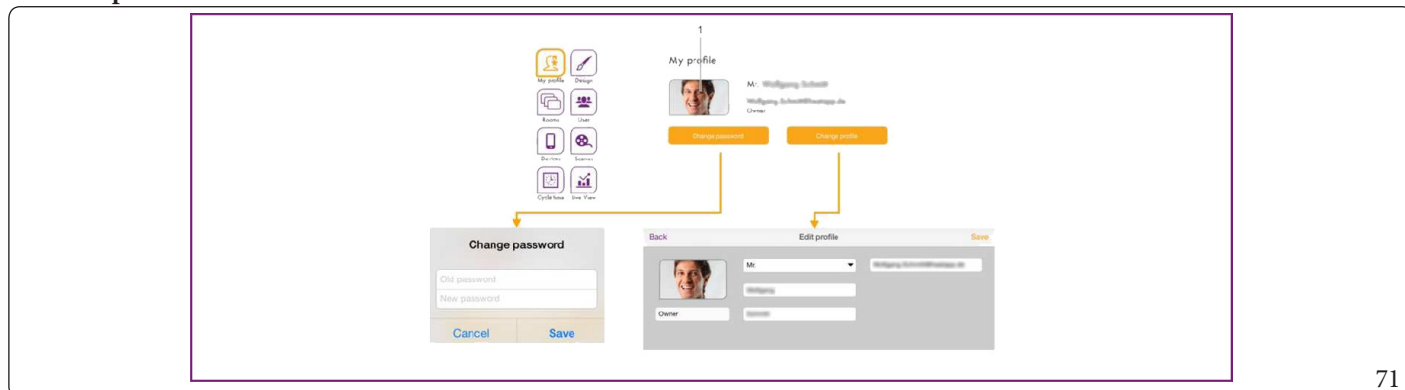 1
My profile
My profile Design
Mr.
Owner
Rooms User
Change password Change profile
Devices Scenes
Cycle time Live View
Change password
Old password
New password
Cancel Save
Back Edit profile Save
Mr.
Owner
71